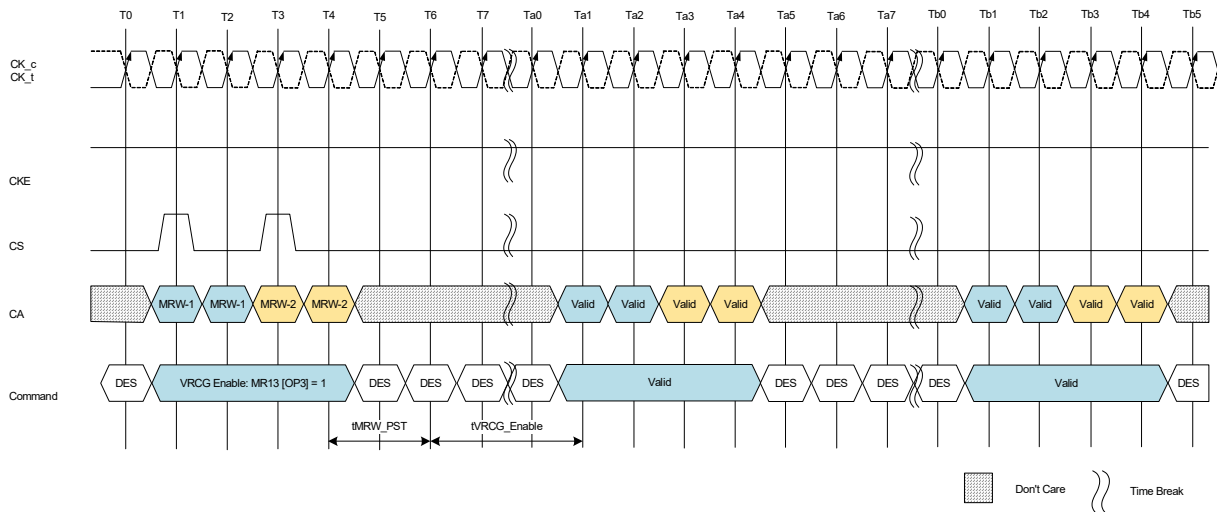 T0 T1 T2 T3 T4 T5 T6 T7 Ta0 Ta1 Ta2 Ta3 Ta4 Ta5 Ta6 Ta7 Tb0 Tb1 Tb2 Tb3 Tb4 Tb5
CK_c
CK_t
CKE
CS
CA MRW-1 MRW-1 MRW-2 MRW-2 Valid Valid Valid Valid Valid Valid Valid Valid
Command DES VRCG Enable: MR13 [OP3] = 1 DES DES DES DES Valid DES DES DES DES Valid DES
tMRW_PST tVRCG_Enable
Don't Care Time Break